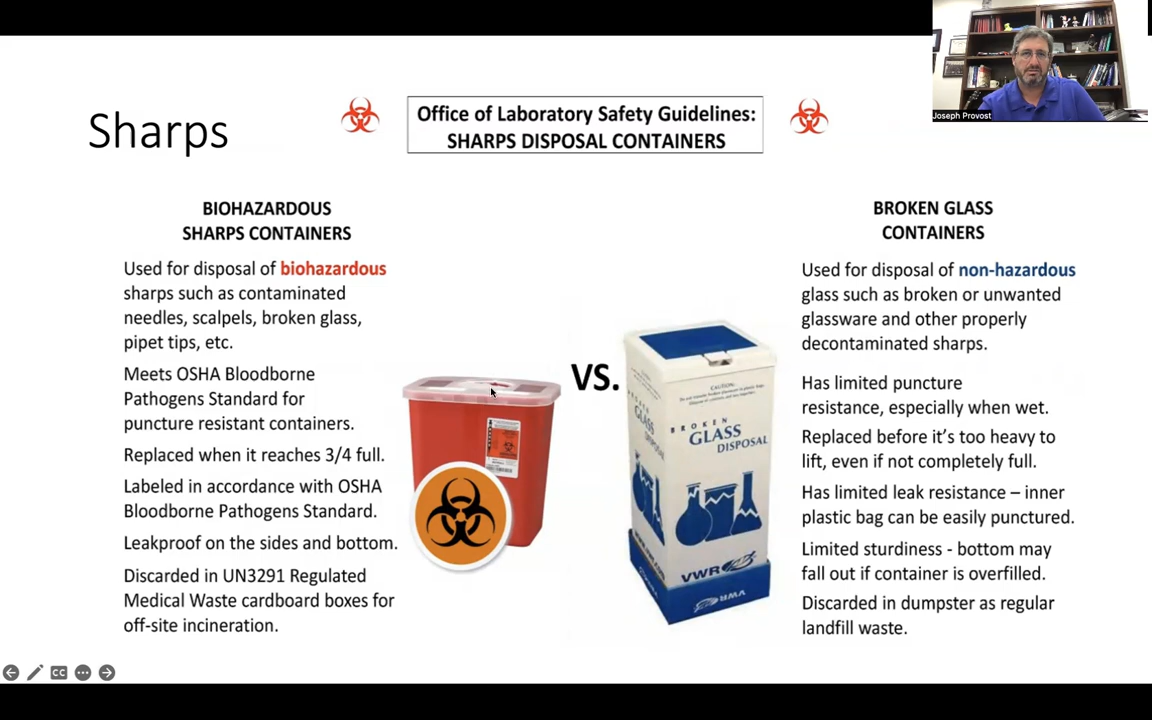 Joseph Provost
Sharps
Office of Laboratory Safety Guidelines:
SHARPS DISPOSAL CONTAINERS
BIOHAZARDOUS
SHARPS CONTAINERS
Used for disposal of biohazardous
sharps such as contaminated
needles, scalpels, broken glass,
pipet tips, etc.
Meets OSHA Bloodborne
Pathogens Standard for
puncture resistant containers.
Replaced when it reaches 3/4 full.
Labeled in accordance with OSHA
Bloodborne Pathogens Standard.
Leakproof on the sides and bottom.
Discarded in UN3291 Regulated
Medical Waste cardboard boxes for
off-site incineration.
VS.
CAUTION
BROKEN
GLASS
DISPOSAL
VWR
VWR
BROKEN GLASS
CONTAINERS
Used for disposal of non-hazardous
glass such as broken or unwanted
glassware and other properly
decontaminated sharps.
Has limited puncture
resistance, especially when wet.
Replaced before it’s too heavy to
lift, even if not completely full.
Has limited leak resistance – inner
plastic bag can be easily punctured.
Limited sturdiness - bottom may
fall out if container is overfilled.
Discarded in dumpster as regular
landfill waste.
CC